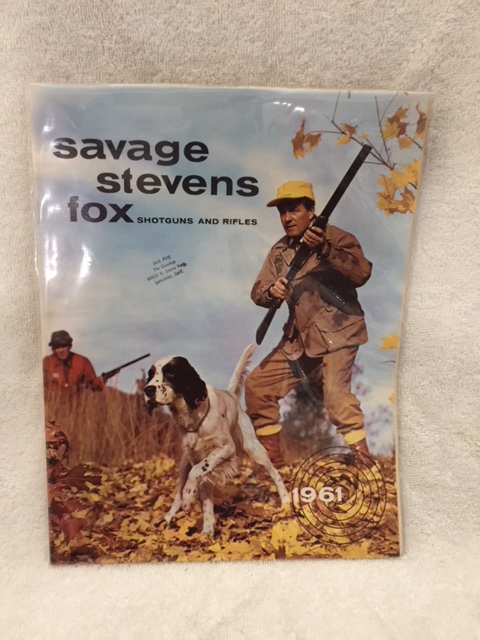 savage
stevens
fox SHOTGUNS AND RIFLES
1961